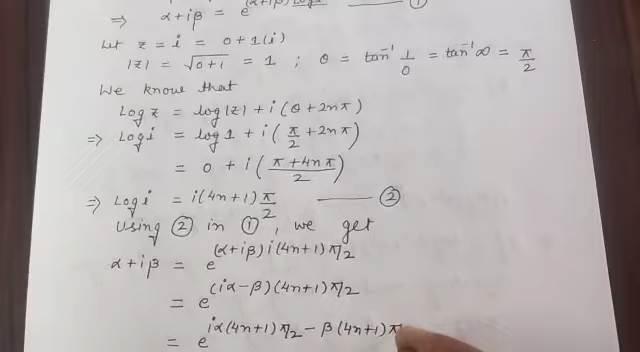 ⇒ α+iβ = e^(α+iβ) Log i —— ①
Let z = i = 0+1(i)
|z| = √0+1 = 1 ; θ = tan⁻¹ 1/0 = tan⁻¹∞ = π/2
We know that
Log z = log|z| + i(θ+2nπ)
⇒ Log i = log 1 + i(π/2 + 2nπ)
= 0 + i(π+4nπ/2)
⇒ Log i = i(4n+1)π/2 —— ②
Using ② in ①, we get
α+iβ = e^(α+iβ)i(4n+1)π/2
= e^(iα-β)(4n+1)π/2
= e^iα(4n+1)π/2 - β(4n+1)π